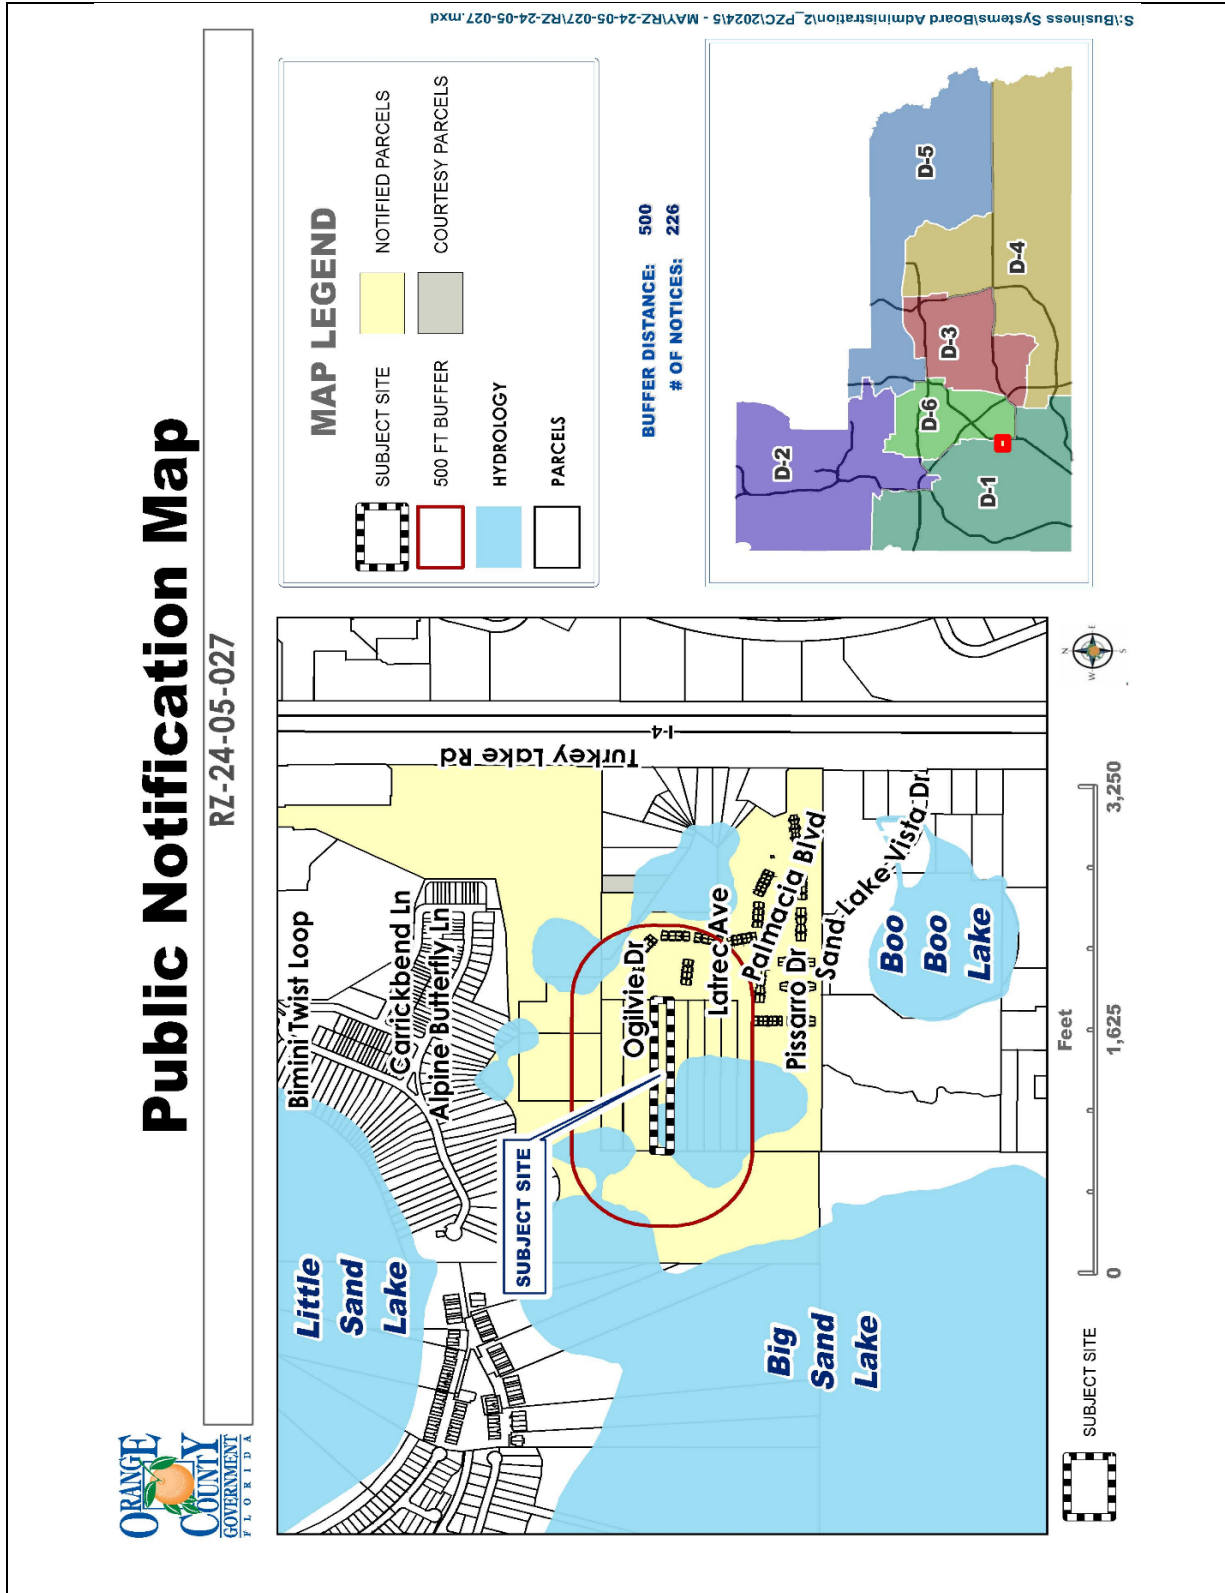 Public Notification Map
RZ-24-05-027
ORANGE
COUNTY
GOVERNMENT
FLORIDA
Little
Sand
Lake
Bimini Twist Loop
Carrickbend Ln
Alpine Butterfly Ln
SUBJECT SITE
Turkey Lake Rd
I-4
Ogilvie Dr
Latrec Ave
Palmacia Blvd
Pissarro Dr
Sand Lake Vista Dr
Big
Sand
Lake
Boo
Boo
Lake
SUBJECT SITE
Feet
0 1,625 3,250
N
W E
S
MAP LEGEND
SUBJECT SITE
NOTIFIED PARCELS
500 FT BUFFER
COURTESY PARCELS
HYDROLOGY
PARCELS
BUFFER DISTANCE: 500
# OF NOTICES: 226
D-2
D-5
D-6
D-3
D-1
D-4
S:\Business Systems\Board Administration\2_PZC\2024\5 - MAY\RZ-24-05-027\RZ-24-05-027.mxd